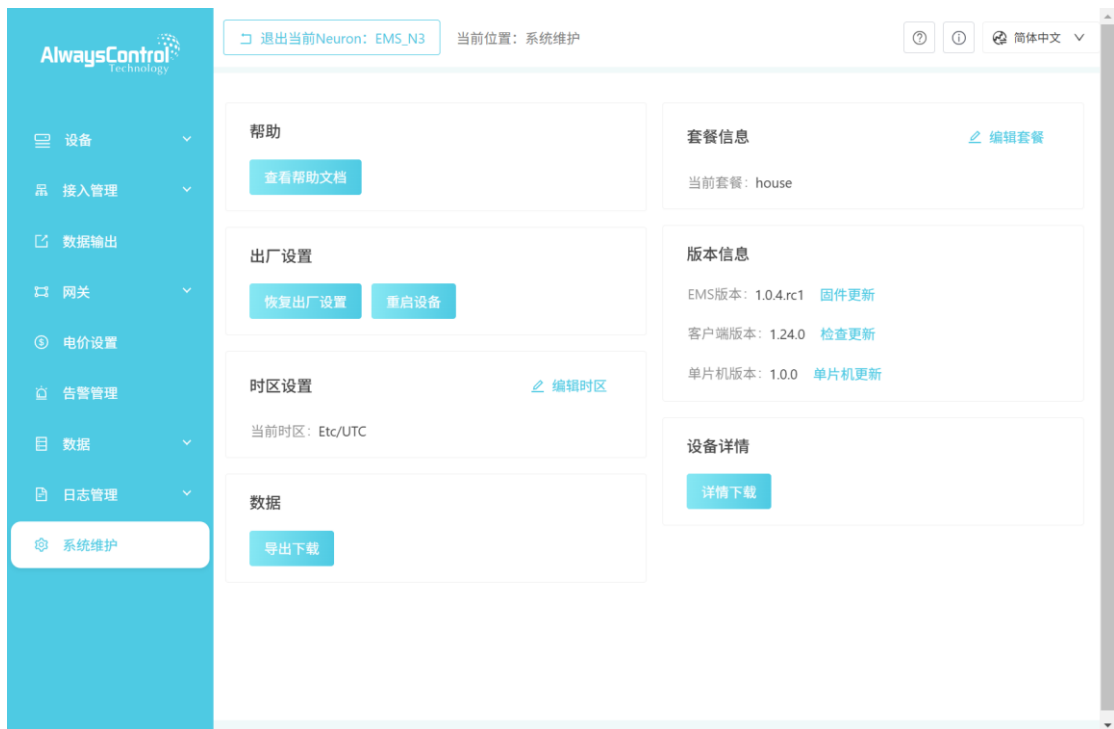 AlwaysControl
Technology
设备
接入管理
数据输出
网关
电价设置
告警管理
数据
日志管理
系统维护
退出当前Neuron：EMS_N3
当前位置：系统维护
简体中文
帮助
查看帮助文档
出厂设置
恢复出厂设置
重启设备
时区设置
编辑时区
当前时区：Etc/UTC
数据
导出下载
套餐信息
编辑套餐
当前套餐：house
版本信息
EMS版本：1.0.4.rc1 固件更新
客户端版本：1.24.0 检查更新
单片机版本：1.0.0 单片机更新
设备详情
详情下载